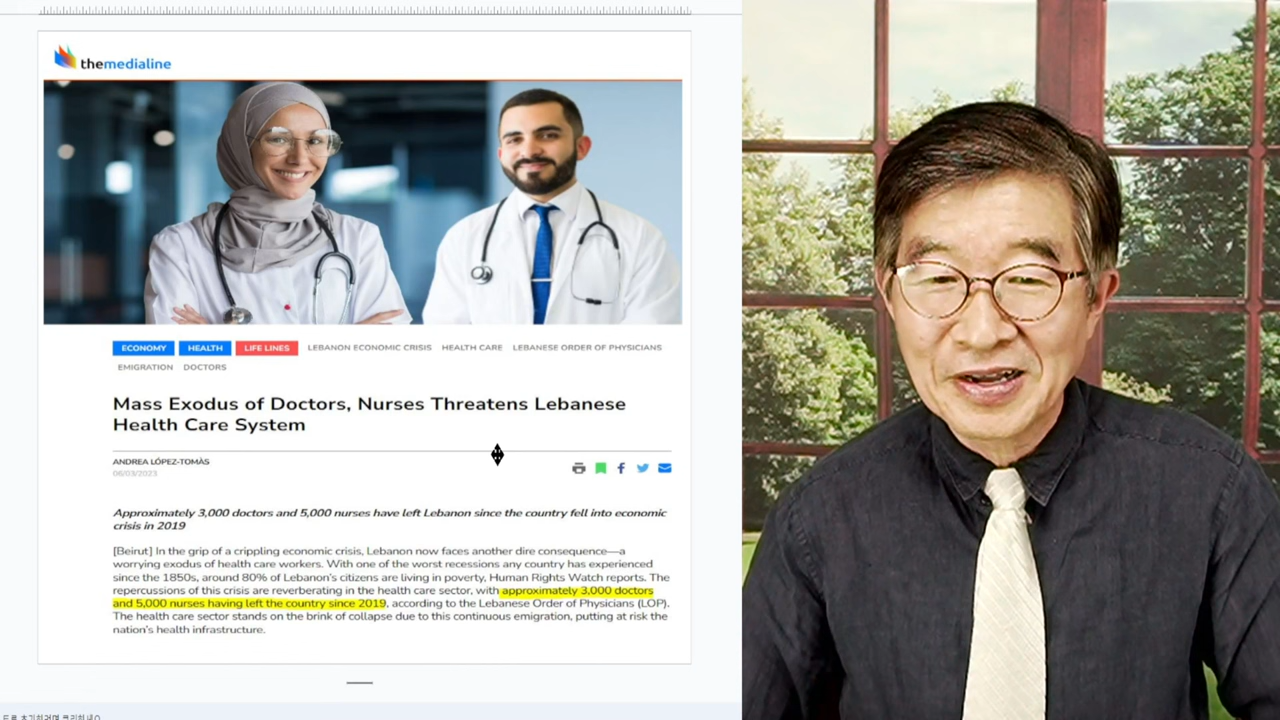 themedialine
ECONOMY HEALTH LIFE LINES LEBANON ECONOMIC CRISIS HEALTH CARE LEBANESE ORDER OF PHYSICIANS
EMIGRATION DOCTORS
Mass Exodus of Doctors, Nurses Threatens Lebanese
Health Care System
ANDREA LÓPEZ-TOMÀS
06/03/2023
Approximately 3,000 doctors and 5,000 nurses have left Lebanon since the country fell into economic
crisis in 2019
[Beirut] In the grip of a crippling economic crisis, Lebanon now faces another dire consequence—a
worrying exodus of health care workers. With one of the worst recessions any country has experienced
since the 1850s, around 80% of Lebanon's citizens are living in poverty, Human Rights Watch reports. The
repercussions of this crisis are reverberating in the health care sector, with approximately 3,000 doctors
and 5,000 nurses having left the country since 2019, according to the Lebanese Order of Physicians (LOP).
The health care sector stands on the brink of collapse due to this continuous emigration, putting at risk the
nation's health infrastructure.